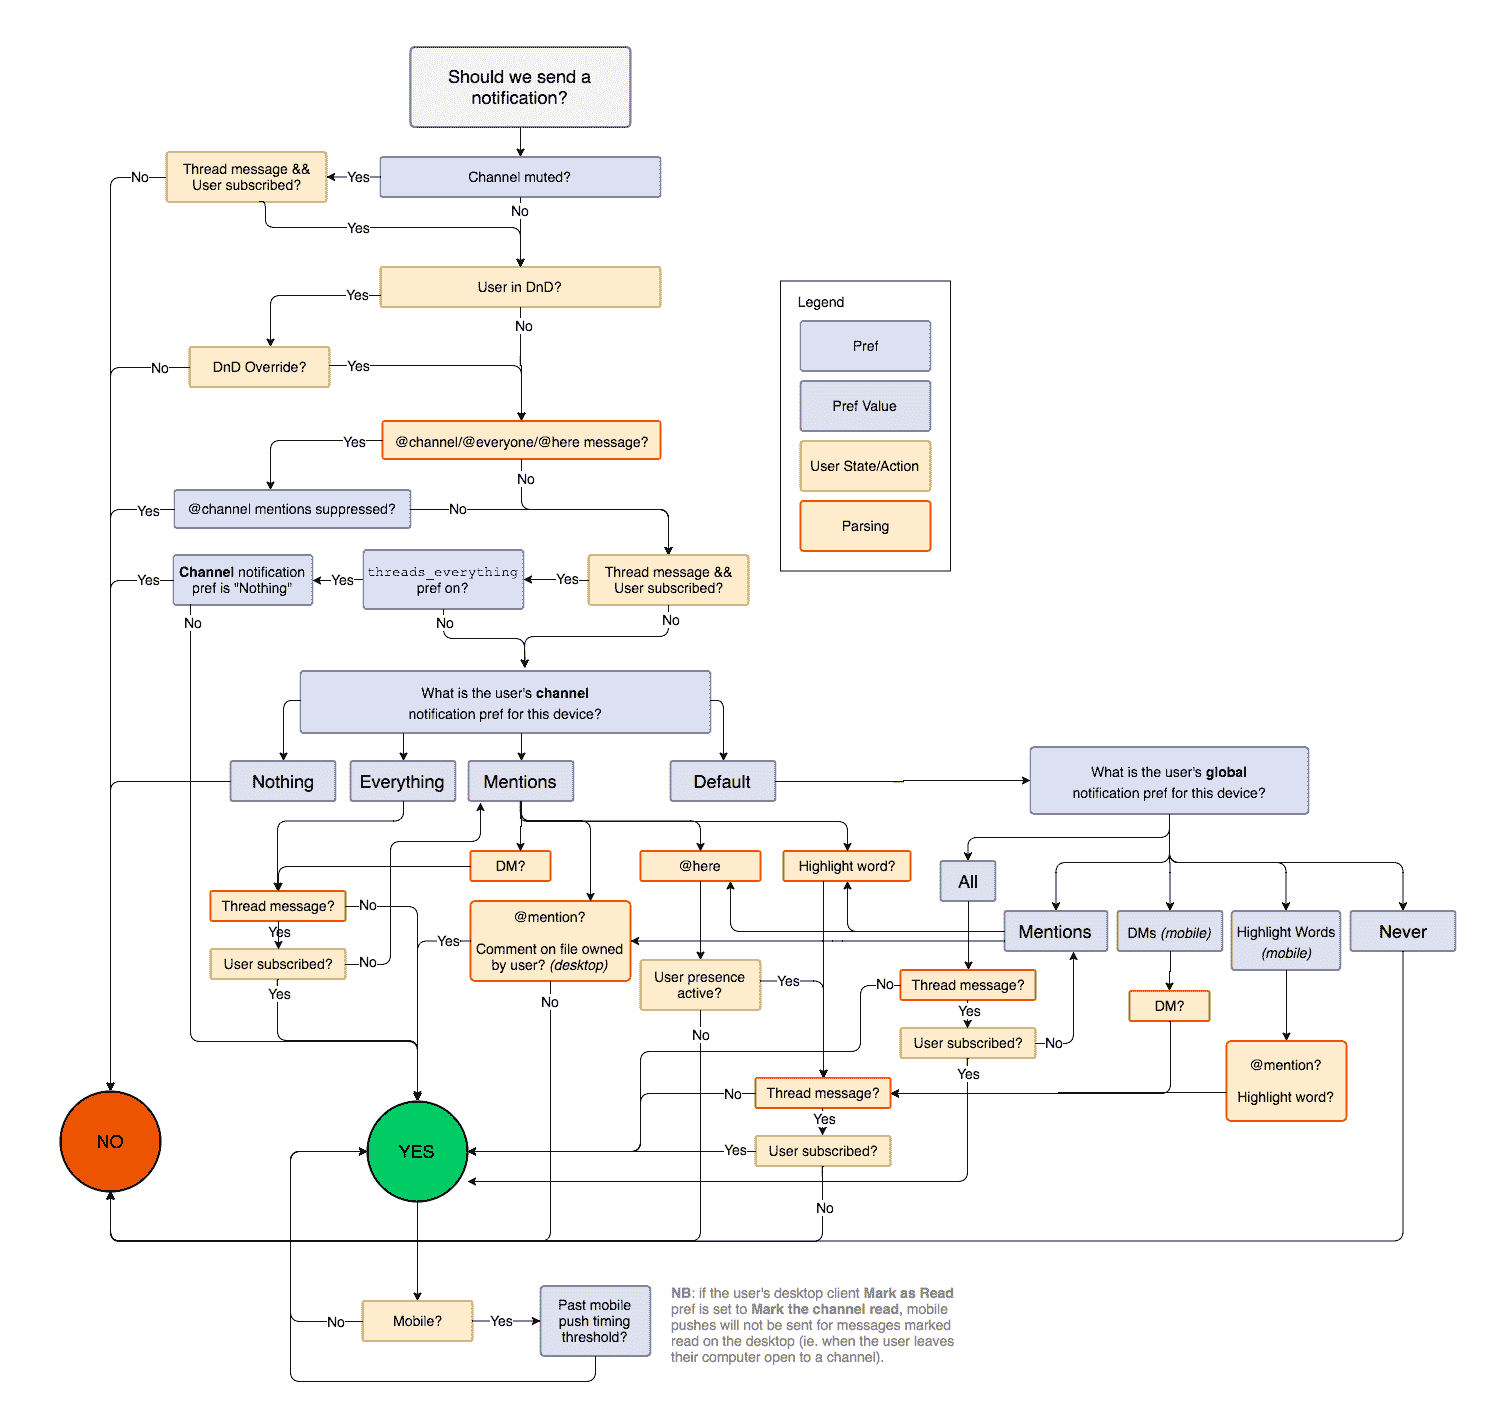 Should we send a
notification?
Channel muted?
Yes
Thread message &&
User subscribed?
No
No
Yes
User in DnD?
Yes
No
DnD Override?
No
Yes
@channel/@everyone/@here message?
Yes
No
@channel mentions suppressed?
Yes
No
Thread message &&
User subscribed?
Yes
threads_everything
pref on?
Yes
Channel notification
pref is "Nothing"
Yes
No
No
No
Legend
Pref
Pref Value
User State/Action
Parsing
What is the user's channel
notification pref for this device?
Nothing
Everything
Mentions
Default
What is the user's global
notification pref for this device?
DM?
@here
Highlight word?
All
Thread message?
No
Yes
User subscribed?
No
Yes
@mention?
Comment on file owned
by user? (desktop)
Yes
No
User presence
active?
Yes
No
Mentions
DMs (mobile)
Highlight Words
(mobile)
Never
Thread message?
No
Yes
User subscribed?
No
Yes
DM?
@mention?
Highlight word?
Thread message?
No
Yes
User subscribed?
Yes
No
NO
YES
Mobile?
No
Yes
Past mobile
push timing
threshold?
NB: if the user's desktop client Mark as Read
pref is set to Mark the channel read, mobile
pushes will not be sent for messages marked
read on the desktop (ie. when the user leaves
their computer open to a channel).